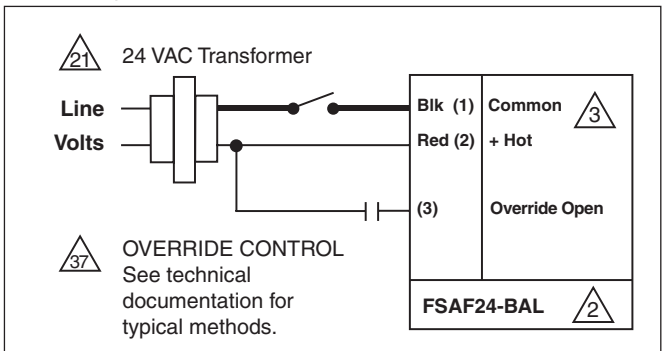 21 24 VAC Transformer
Line
Volts
Blk (1) Common 3
Red (2) + Hot
(3) Override Open
37 OVERRIDE CONTROL
See technical
documentation for
typical methods.
FSAF24-BAL 2